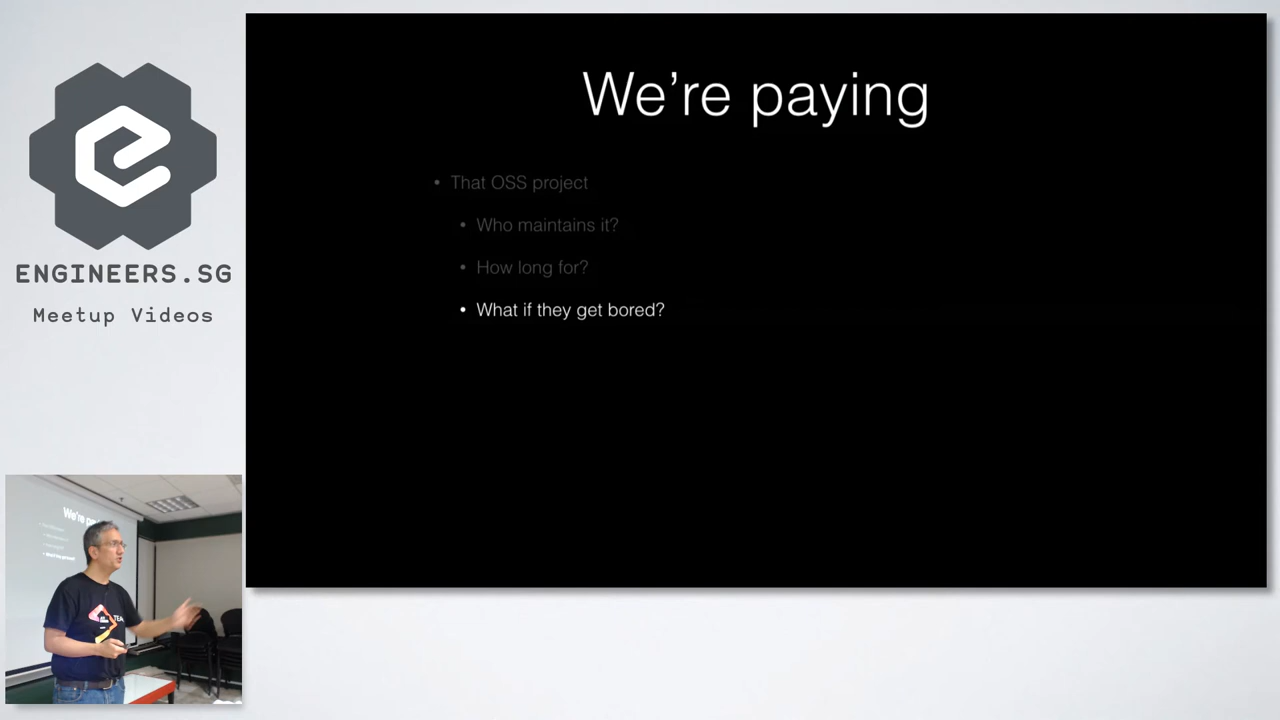 ENGINEERS.SG
Meetup Videos
We're paying
• That OSS project
• Who maintains it?
• How long for?
• What if they get bored?